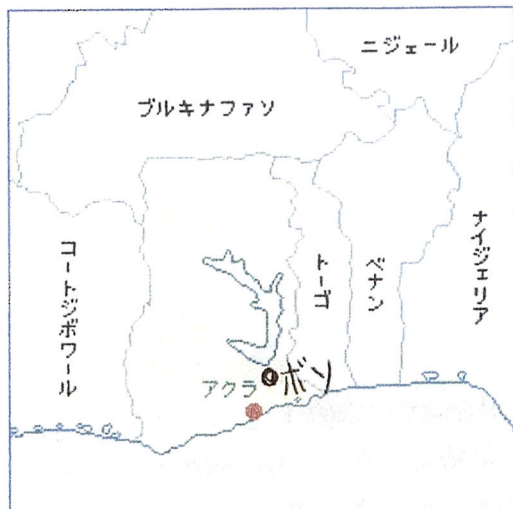 ニジェール
ブルキナファソ
コートジボワール
トーゴ
ベナン
ナイジェリア
アクラ
ボソ